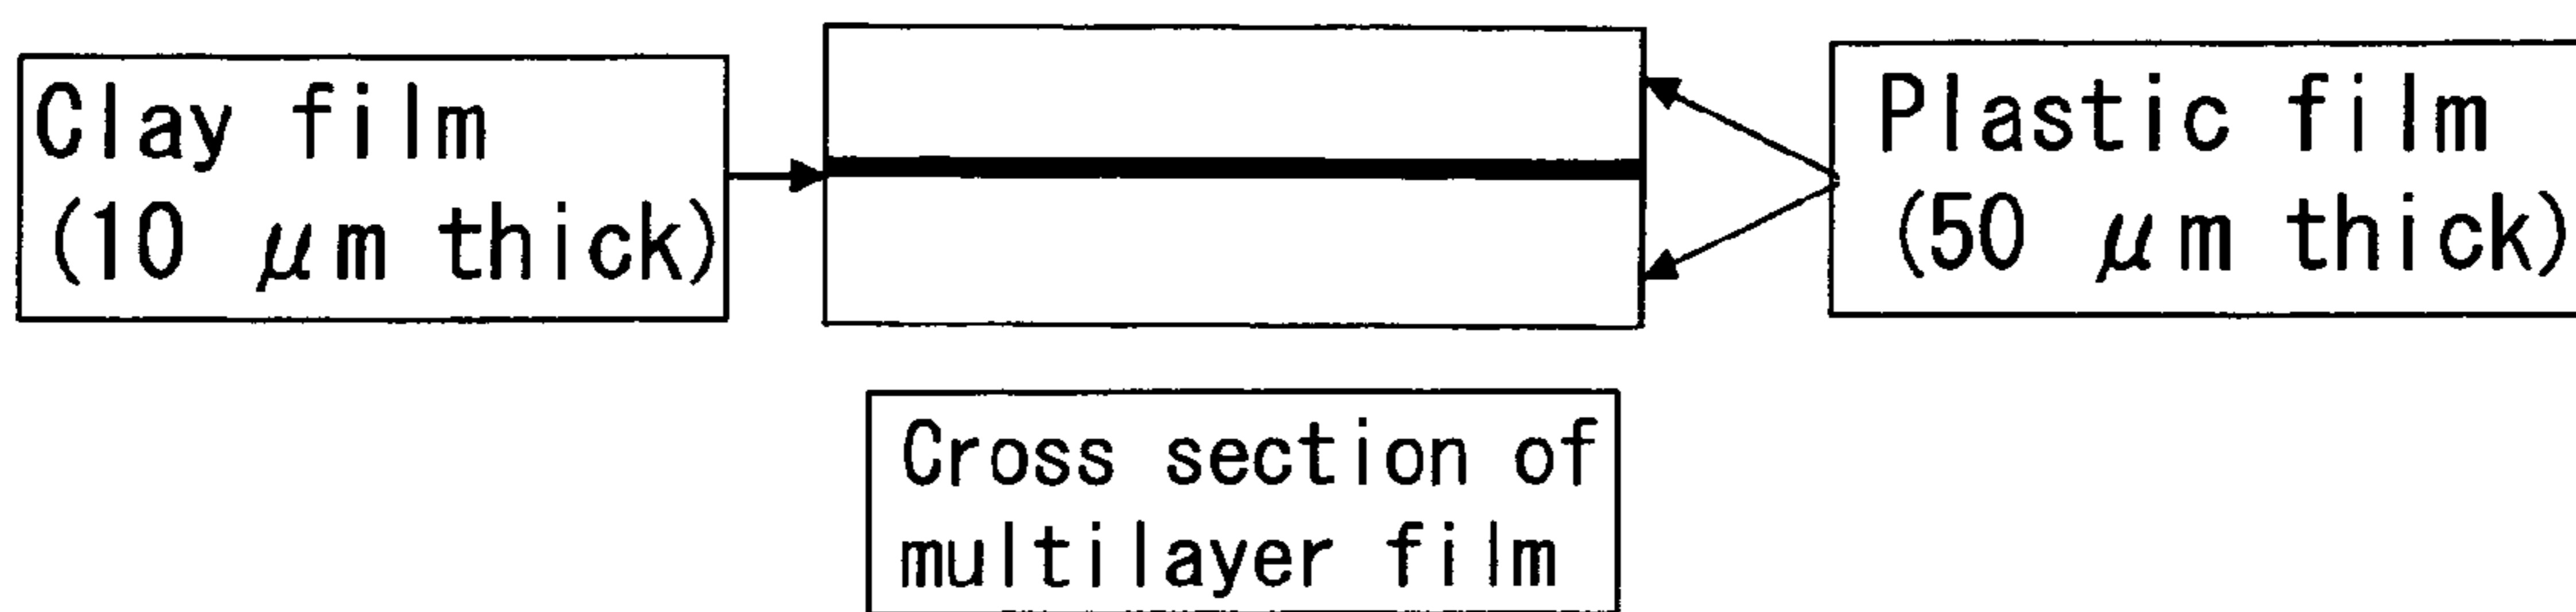 Clay film
(10 μm thick)
Plastic film
(50 μm thick)
Cross section of
multilayer film